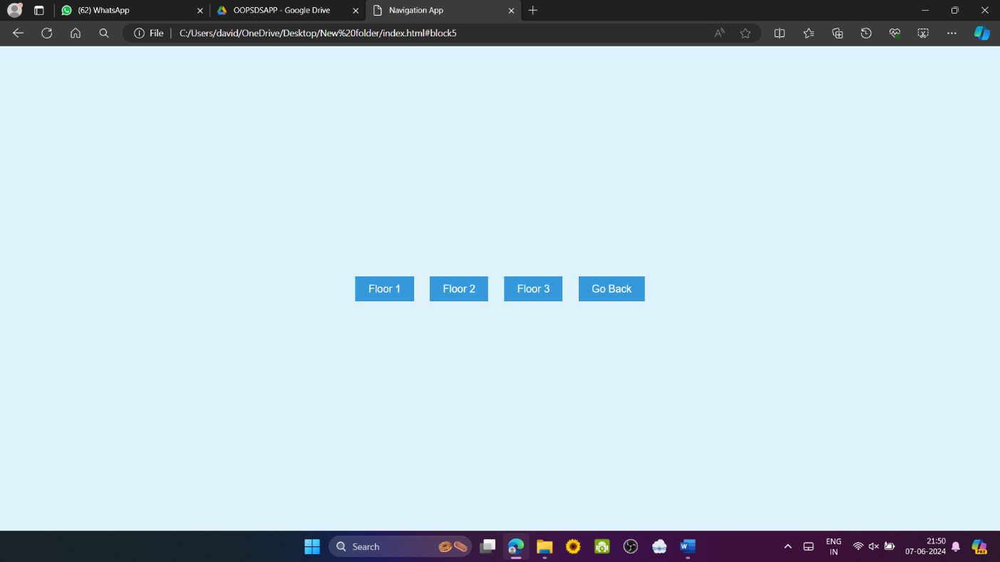 (62) WhatsApp
OOPSDSAPP - Google Drive
Navigation App
File
C:/Users/david/OneDrive/Desktop/New%20folder/index.html#block5
Floor 1
Floor 2
Floor 3
Go Back
Search
ENG
IN
21:50
07-06-2024
PRE